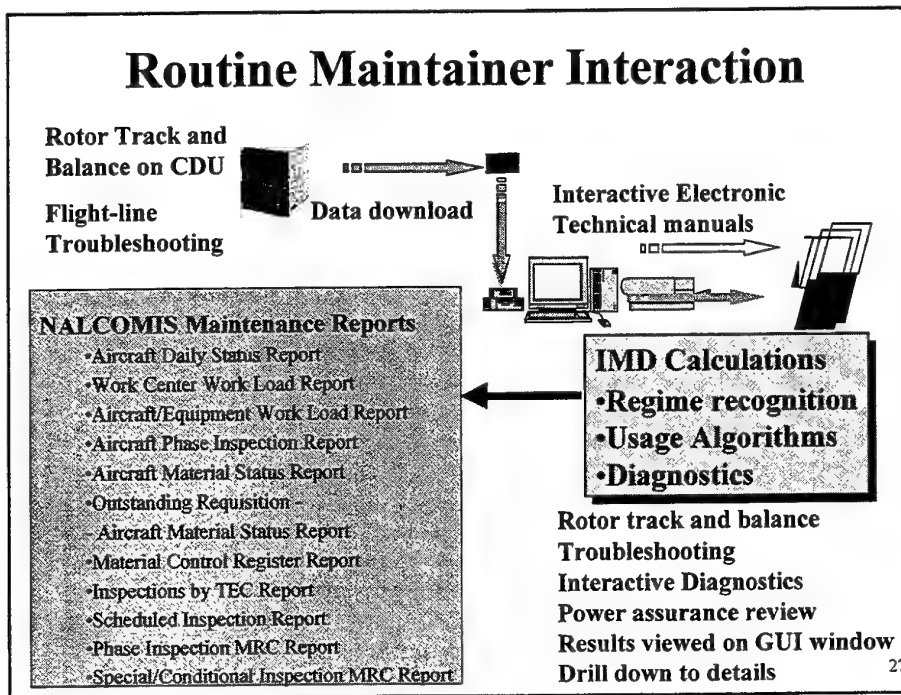 Routine Maintainer Interaction
Rotor Track and
Balance on CDU
Flight-line
Troubleshooting
Data download
Interactive Electronic
Technical manuals
NALCOMIS Maintenance Reports
•Aircraft Daily Status Report
•Work Center Work Load Report
•Aircraft/Equipment Work Load Report
•Aircraft Phase Inspection Report
•Aircraft Material Status Report
•Outstanding Requisition –
- Aircraft Material Status Report
•Material Control Register Report
•Inspections by TEC Report
•Scheduled Inspection Report
•Phase Inspection MRC Report
•Special/Conditional Inspection MRC Report
IMD Calculations
•Regime recognition
•Usage Algorithms
•Diagnostics
Rotor track and balance
Troubleshooting
Interactive Diagnostics
Power assurance review
Results viewed on GUI window
Drill down to details
27